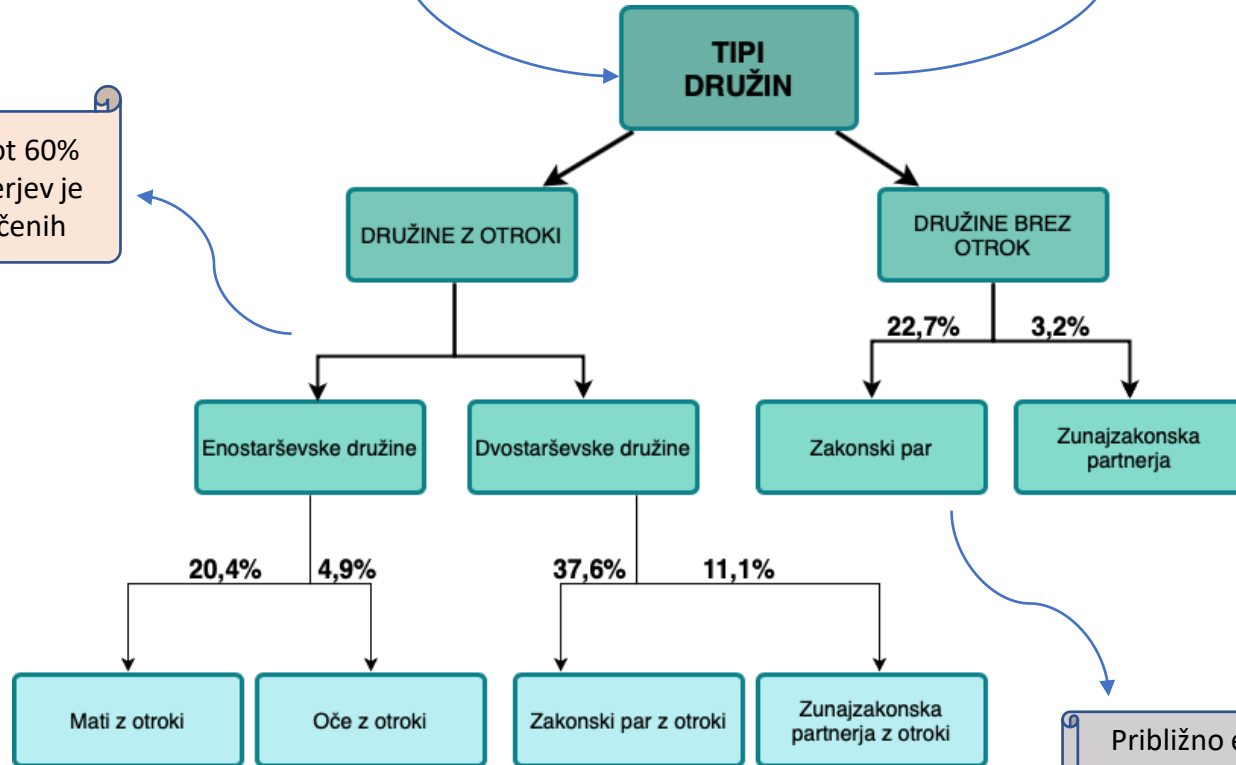 TIPI
DRUŽIN
ot 60%
erjev je
čenih
DRUŽINE Z OTROKI
DRUŽINE BREZ
OTROK
22,7%
3,2%
Enostarševske družine
Dvostarševske družine
Zakonski par
Zunajzakonska
partnerja
20,4%
4,9%
37,6%
11,1%
Mati z otroki
Oče z otroki
Zakonski par z otroki
Zunajzakonska
partnerja z otroki
Približno e